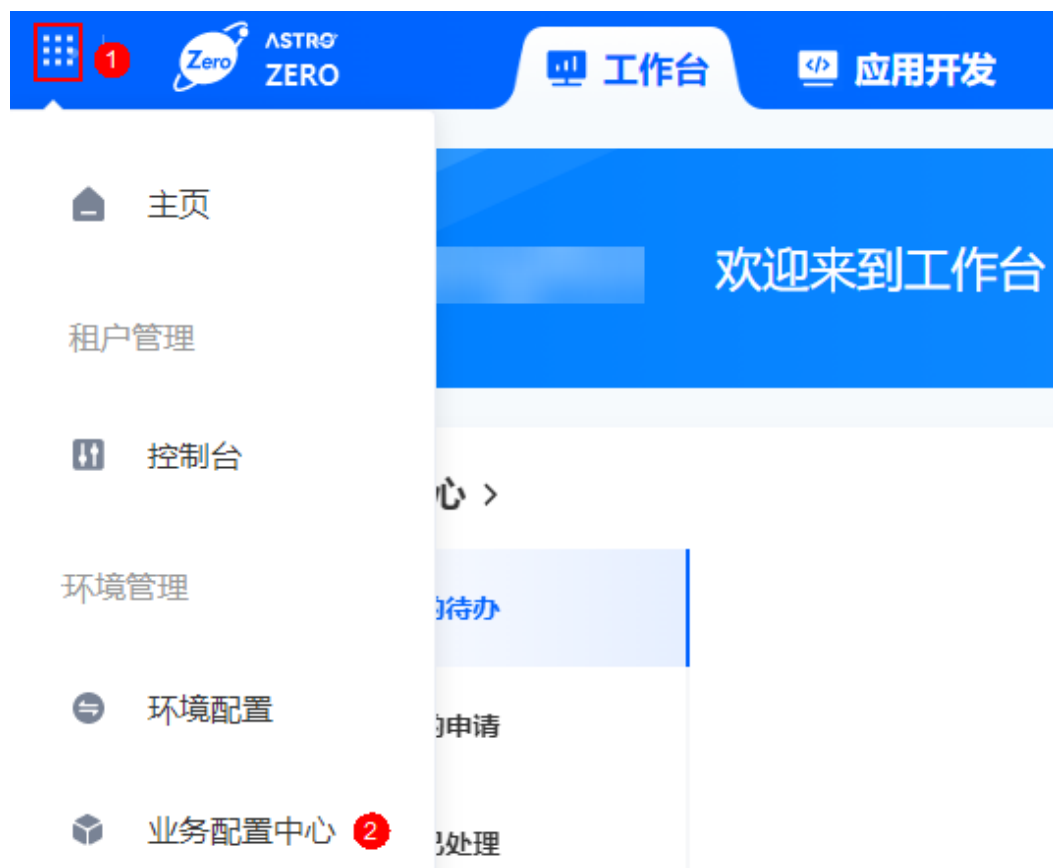 1
Zero
ASTRO
ZERO
工作台
应用开发
主页
欢迎来到工作台
租户管理
控制台
心 >
环境管理
待办
环境配置
申请
业务配置中心 2
处理